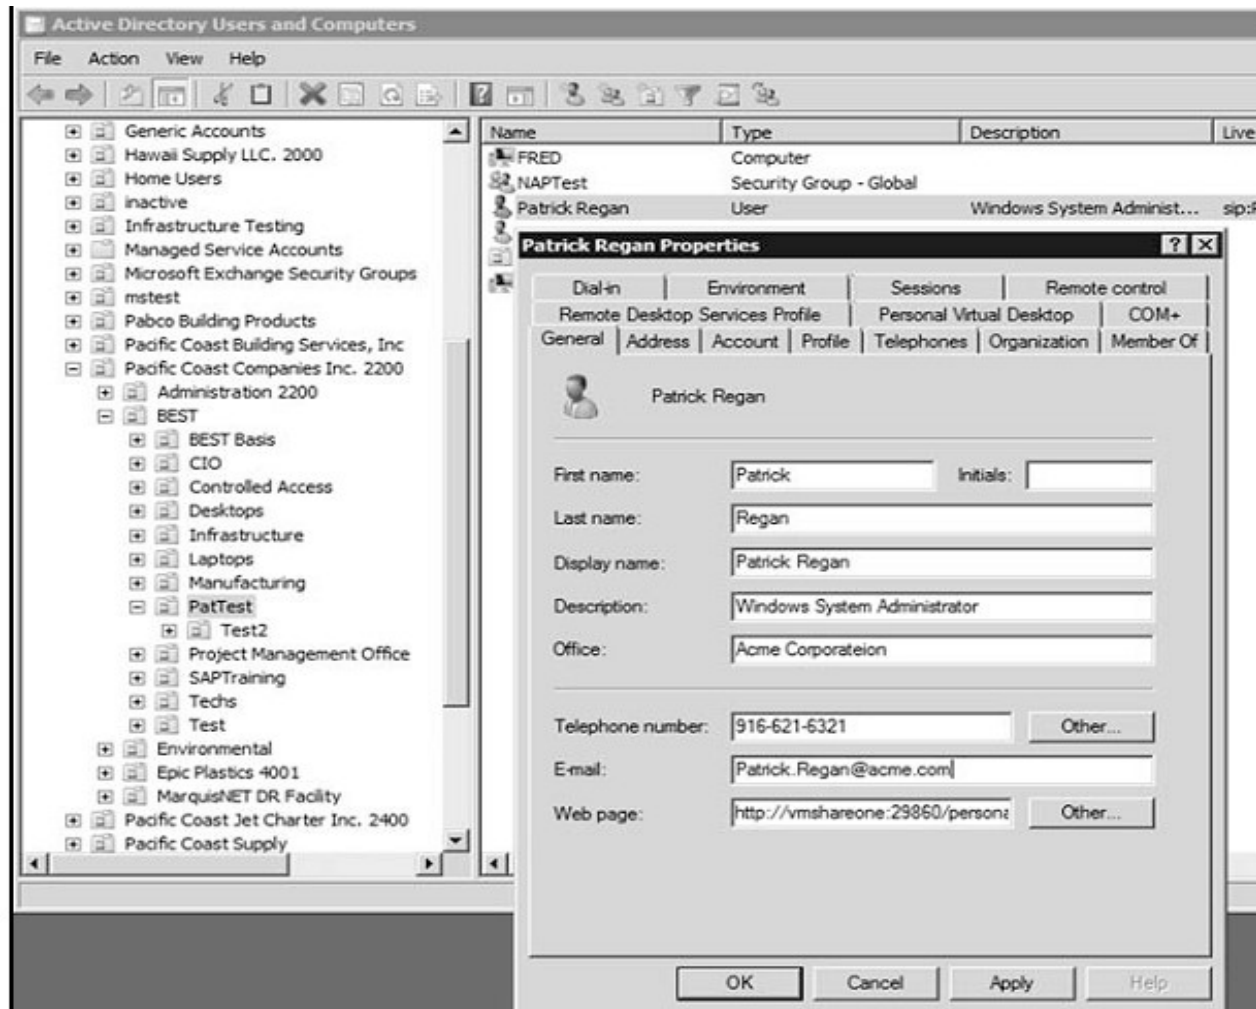 Active Directory Users and Computers
File Action View Help
Generic Accounts
Hawaii Supply LLC. 2000
Home Users
inactive
Infrastructure Testing
Managed Service Accounts
Microsoft Exchange Security Groups
mstest
Pabco Building Products
Pacific Coast Building Services, Inc
Pacific Coast Companies Inc. 2200
Administration 2200
BEST
BEST Basis
CIO
Controlled Access
Desktops
Infrastructure
Laptops
Manufacturing
PatTest
Test2
Project Management Office
SAPTraining
Techs
Test
Environmental
Epic Plastics 4001
MarquisNET DR Facility
Pacific Coast Jet Charter Inc. 2400
Pacific Coast Supply
Name Type Description Live
FRED Computer
NAPTest Security Group - Global
Patrick Regan User Windows System Administ... sip:
Patrick Regan Properties
Dial-in Environment Sessions Remote control
Remote Desktop Services Profile Personal Virtual Desktop COM+
General Address Account Profile Telephones Organization Member Of
Patrick Regan
First name: Patrick Initials:
Last name: Regan
Display name: Patrick Regan
Description: Windows System Administrator
Office: Acme Corporateion
Telephone number: 916-621-6321 Other...
E-mail: Patrick.Regan@acme.com
Web page: http://vmshareone:29860/persona Other...
OK Cancel Apply Help